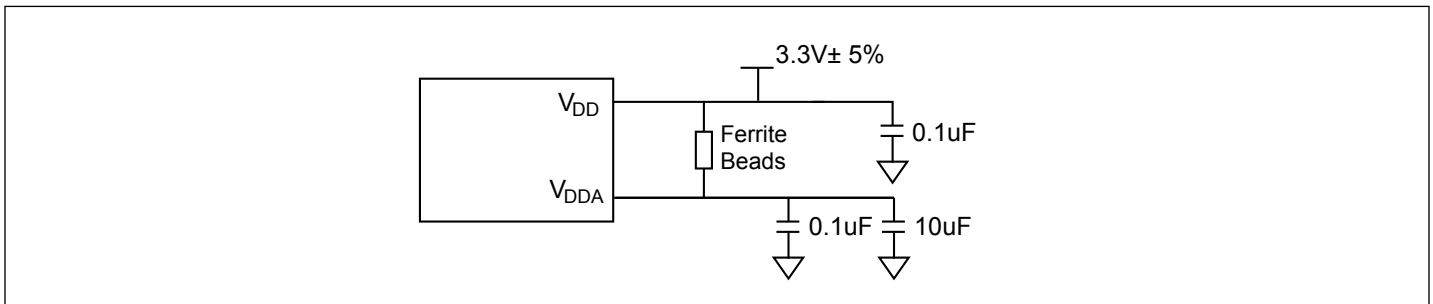 3.3V± 5%
VDD
Ferrite
Beads
0.1uF
VDDA
0.1uF
10uF